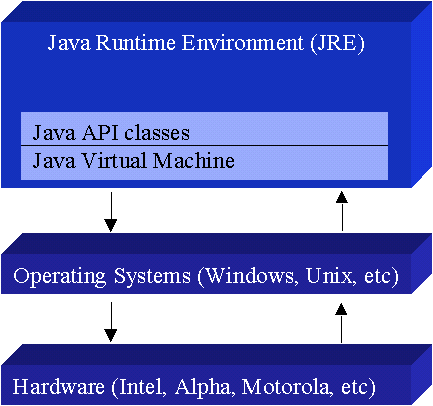 Java Runtime Environment (JRE)
Java API classes
Java Virtual Machine
Operating Systems (Windows, Unix, etc)
Hardware (Intel, Alpha, Motorola, etc)